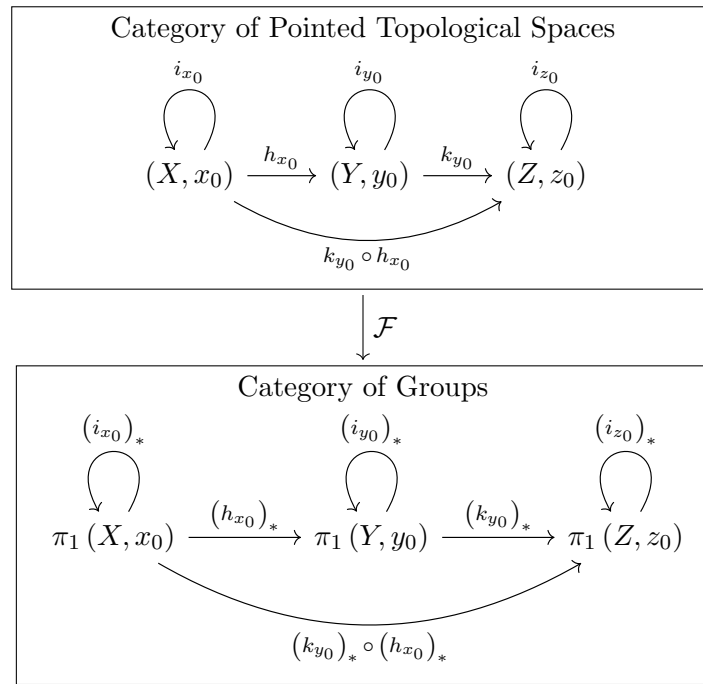 Category of Pointed Topological Spaces
i_{x_0} i_{y_0} i_{z_0}
h_{x_0} k_{y_0}
(X, x_0) (Y, y_0) (Z, z_0)
k_{y_0} ∘ h_{x_0}
ℱ
Category of Groups
(i_{x_0})_* (i_{y_0})_* (i_{z_0})_*
(h_{x_0})_* (k_{y_0})_*
π_1 (X, x_0) π_1 (Y, y_0) π_1 (Z, z_0)
(k_{y_0})_* ∘ (h_{x_0})_*